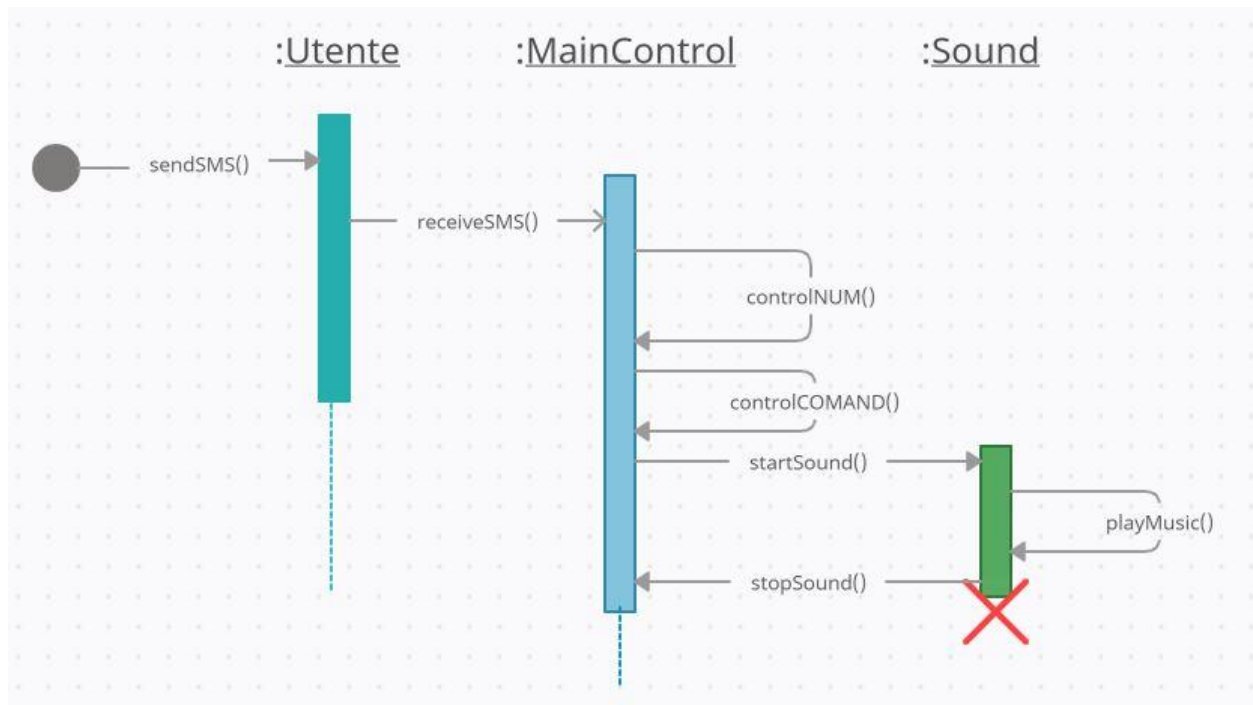 :Utente :MainControl :Sound
sendSMS()
receiveSMS()
controlNUM()
controlCOMAND()
startSound()
playMusic()
stopSound()